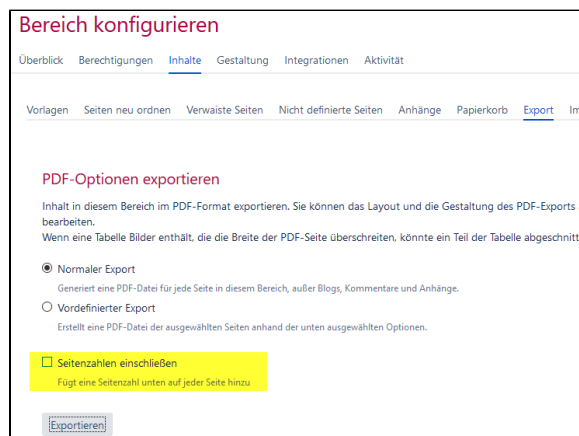 Bereich konfigurieren
Überblick Berechtigungen Inhalte Gestaltung Integrationen Aktivität
Vorlagen Seiten neu ordnen Verwaiste Seiten Nicht definierte Seiten Anhänge Papierkorb Export Im
PDF-Optionen exportieren
Inhalt in diesem Bereich im PDF-Format exportieren. Sie können das Layout und die Gestaltung des PDF-Exports
bearbeiten.
Wenn eine Tabelle Bilder enthält, die die Breite der PDF-Seite überschreiten, könnte ein Teil der Tabelle abgeschnitt
Normaler Export
Generiert eine PDF-Datei für jede Seite in diesem Bereich, außer Blogs, Kommentare und Anhänge.
Vordefinierter Export
Erstellt eine PDF-Datei der ausgewählten Seiten anhand der unten ausgewählten Optionen.
Seitenzahlen einschließen
Fügt eine Seitenzahl unten auf jeder Seite hinzu
Exportieren